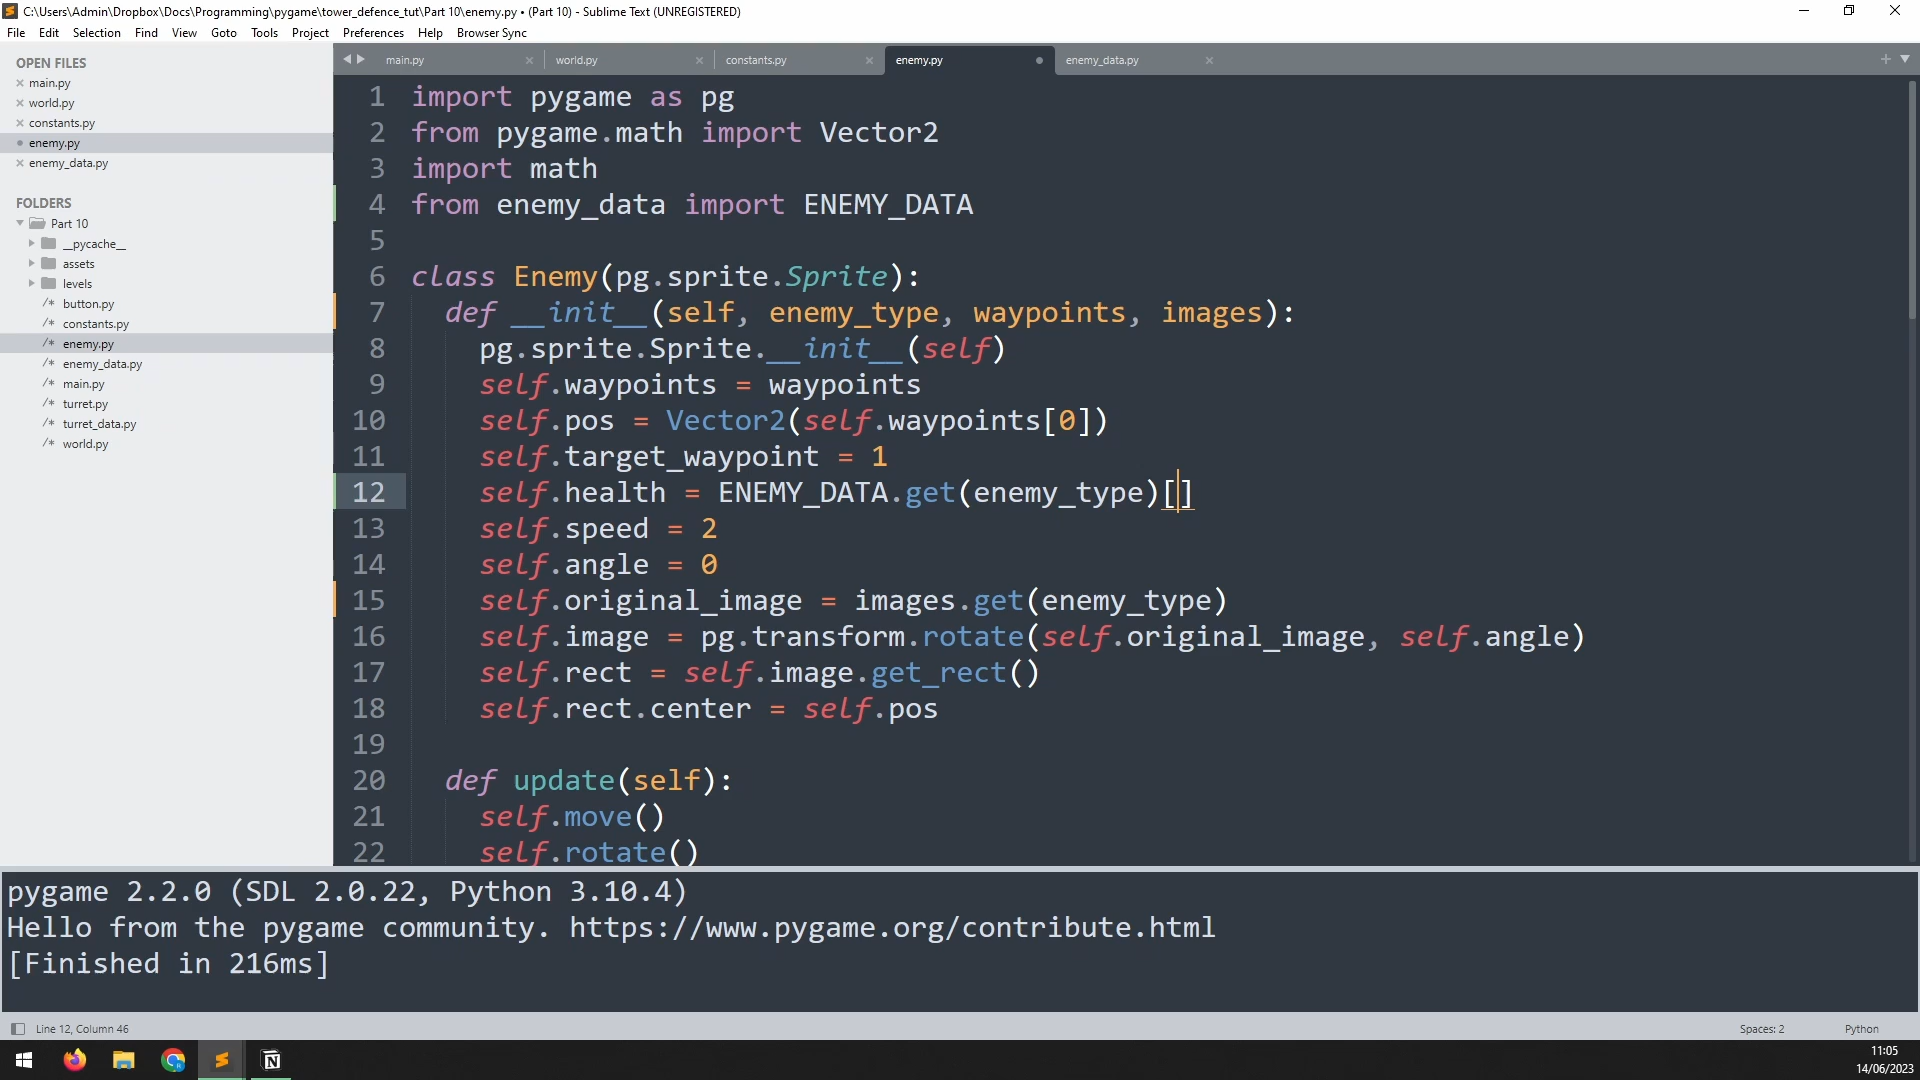 C:\Users\Admin\Dropbox\Docs\Programming\pygame\tower_defence_tut\Part 10\enemy.py • (Part 10) - Sublime Text (UNREGISTERED)
File Edit Selection Find View Goto Tools Project Preferences Help Browser Sync
OPEN FILES
main.py
world.py
constants.py
enemy.py
enemy_data.py
FOLDERS
Part 10
__pycache__
assets
levels
/* button.py
/* constants.py
/* enemy.py
/* enemy_data.py
/* main.py
/* turret.py
/* turret_data.py
/* world.py
main.py world.py constants.py enemy.py enemy_data.py
1 import pygame as pg
2 from pygame.math import Vector2
3 import math
4 from enemy_data import ENEMY_DATA
5
6 class Enemy(pg.sprite.Sprite):
7   def __init__(self, enemy_type, waypoints, images):
8     pg.sprite.Sprite.__init__(self)
9     self.waypoints = waypoints
10     self.pos = Vector2(self.waypoints[0])
11     self.target_waypoint = 1
12     self.health = ENEMY_DATA.get(enemy_type)[]
13     self.speed = 2
14     self.angle = 0
15     self.original_image = images.get(enemy_type)
16     self.image = pg.transform.rotate(self.original_image, self.angle)
17     self.rect = self.image.get_rect()
18     self.rect.center = self.pos
19
20   def update(self):
21     self.move()
22     self.rotate()
pygame 2.2.0 (SDL 2.0.22, Python 3.10.4)
Hello from the pygame community. https://www.pygame.org/contribute.html
[Finished in 216ms]
Line 12, Column 46 Spaces: 2 Python
11:05
14/06/2023